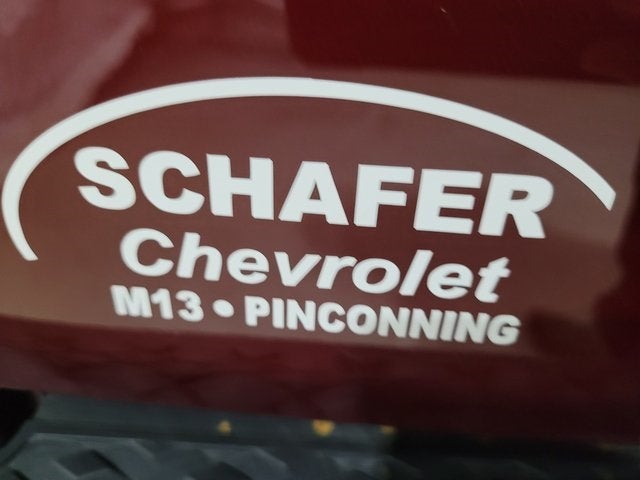 SCHAFER
Chevrolet
M13 • PINCONNING